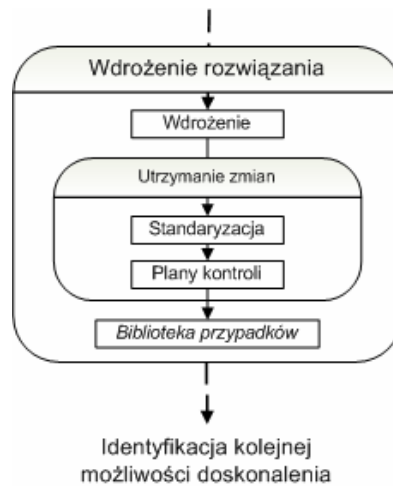 Wdrożenie rozwiązania
Wdrożenie
Utrzymanie zmian
Standaryzacja
Plany kontroli
Biblioteka przypadków
Identyfikacja kolejnej
możliwości doskonalenia